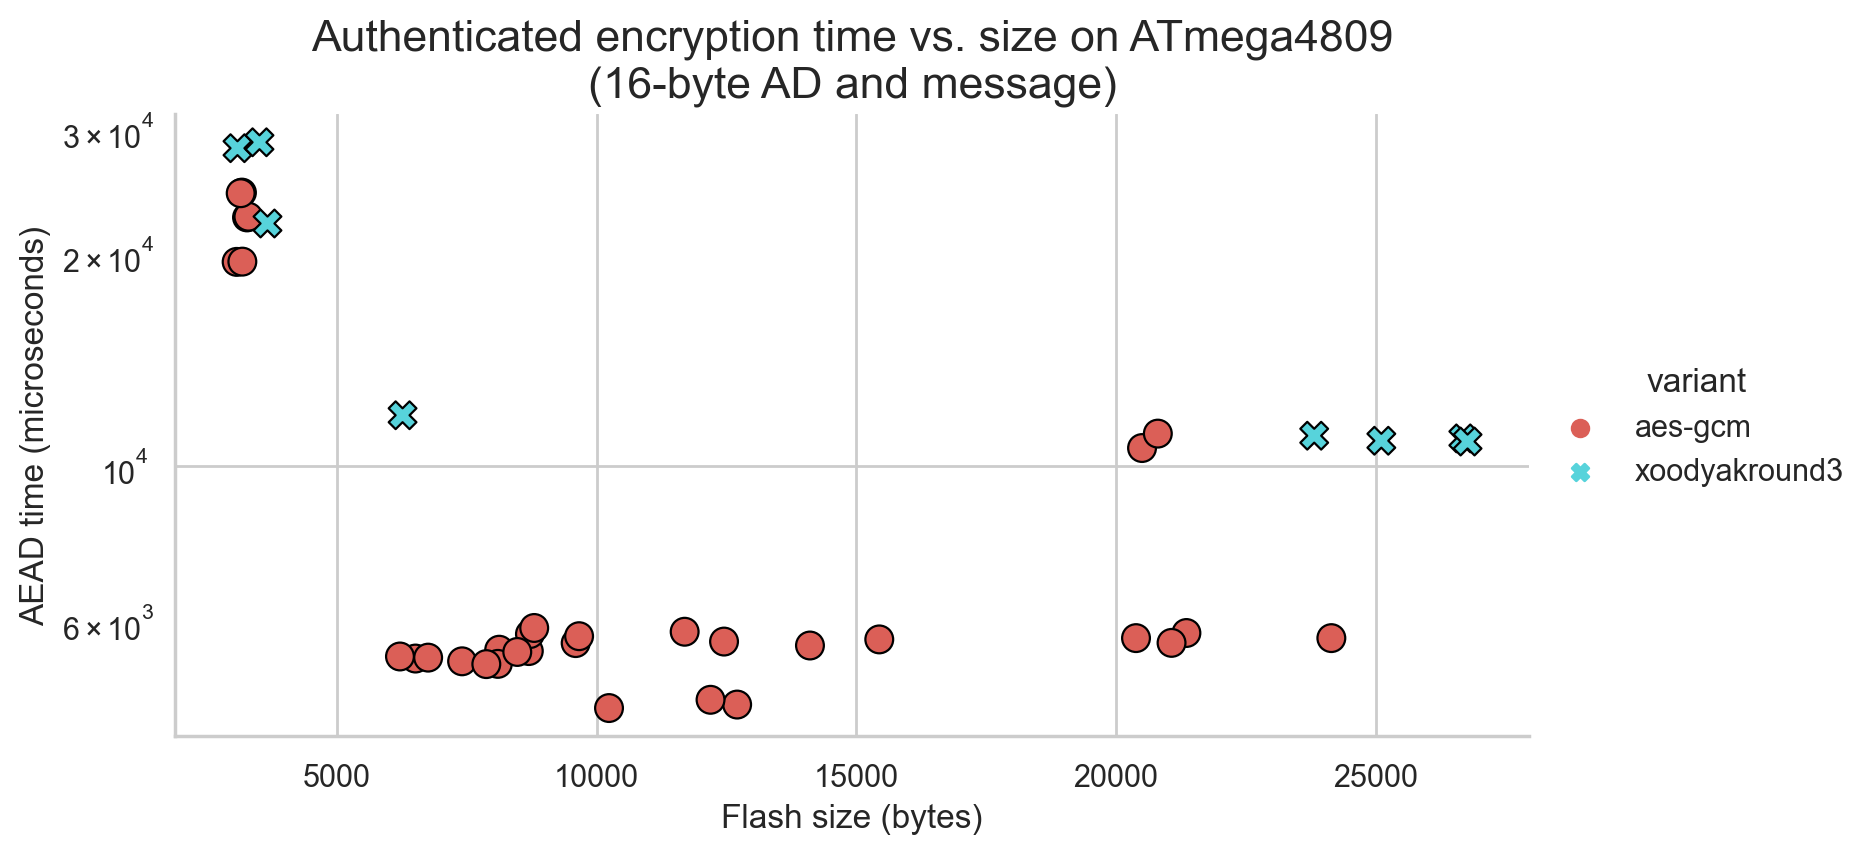 Authenticated encryption time vs. size on ATmega4809
(16-byte AD and message)
3 × 10⁴
2 × 10⁴
10⁴
6 × 10³
AEAD time (microseconds)
5000
10000
15000
20000
25000
Flash size (bytes)
variant
aes-gcm
xoodyakround3